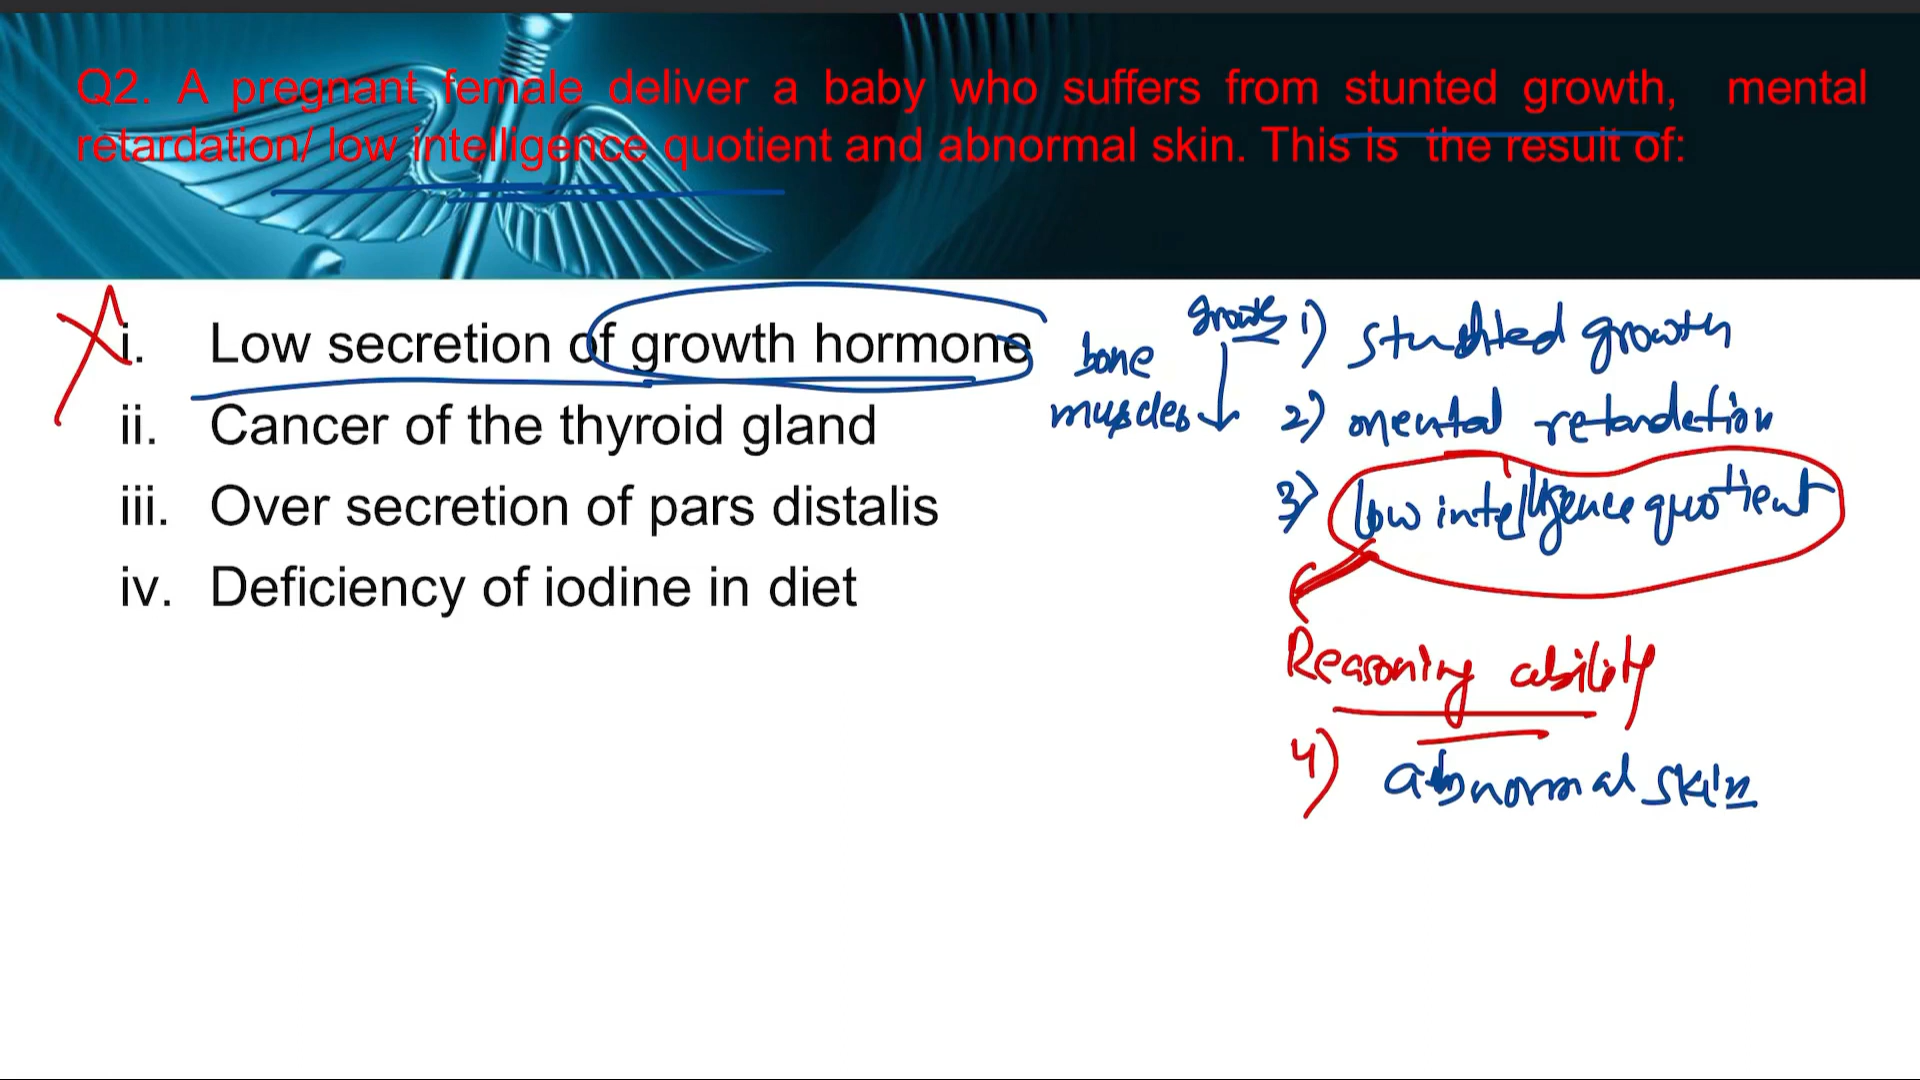 Q2. A pregnant female deliver a baby who suffers from stunted growth, mental
retardation/ low intelligence quotient and abnormal skin. This is the result of:
i. Low secretion of growth hormone
ii. Cancer of the thyroid gland
iii. Over secretion of pars distalis
iv. Deficiency of iodine in diet
bone
muscles
growth
1) stunted growth
2) mental retardation
3) low intelligence quotient
Reasoning ability
4) abnormal skin